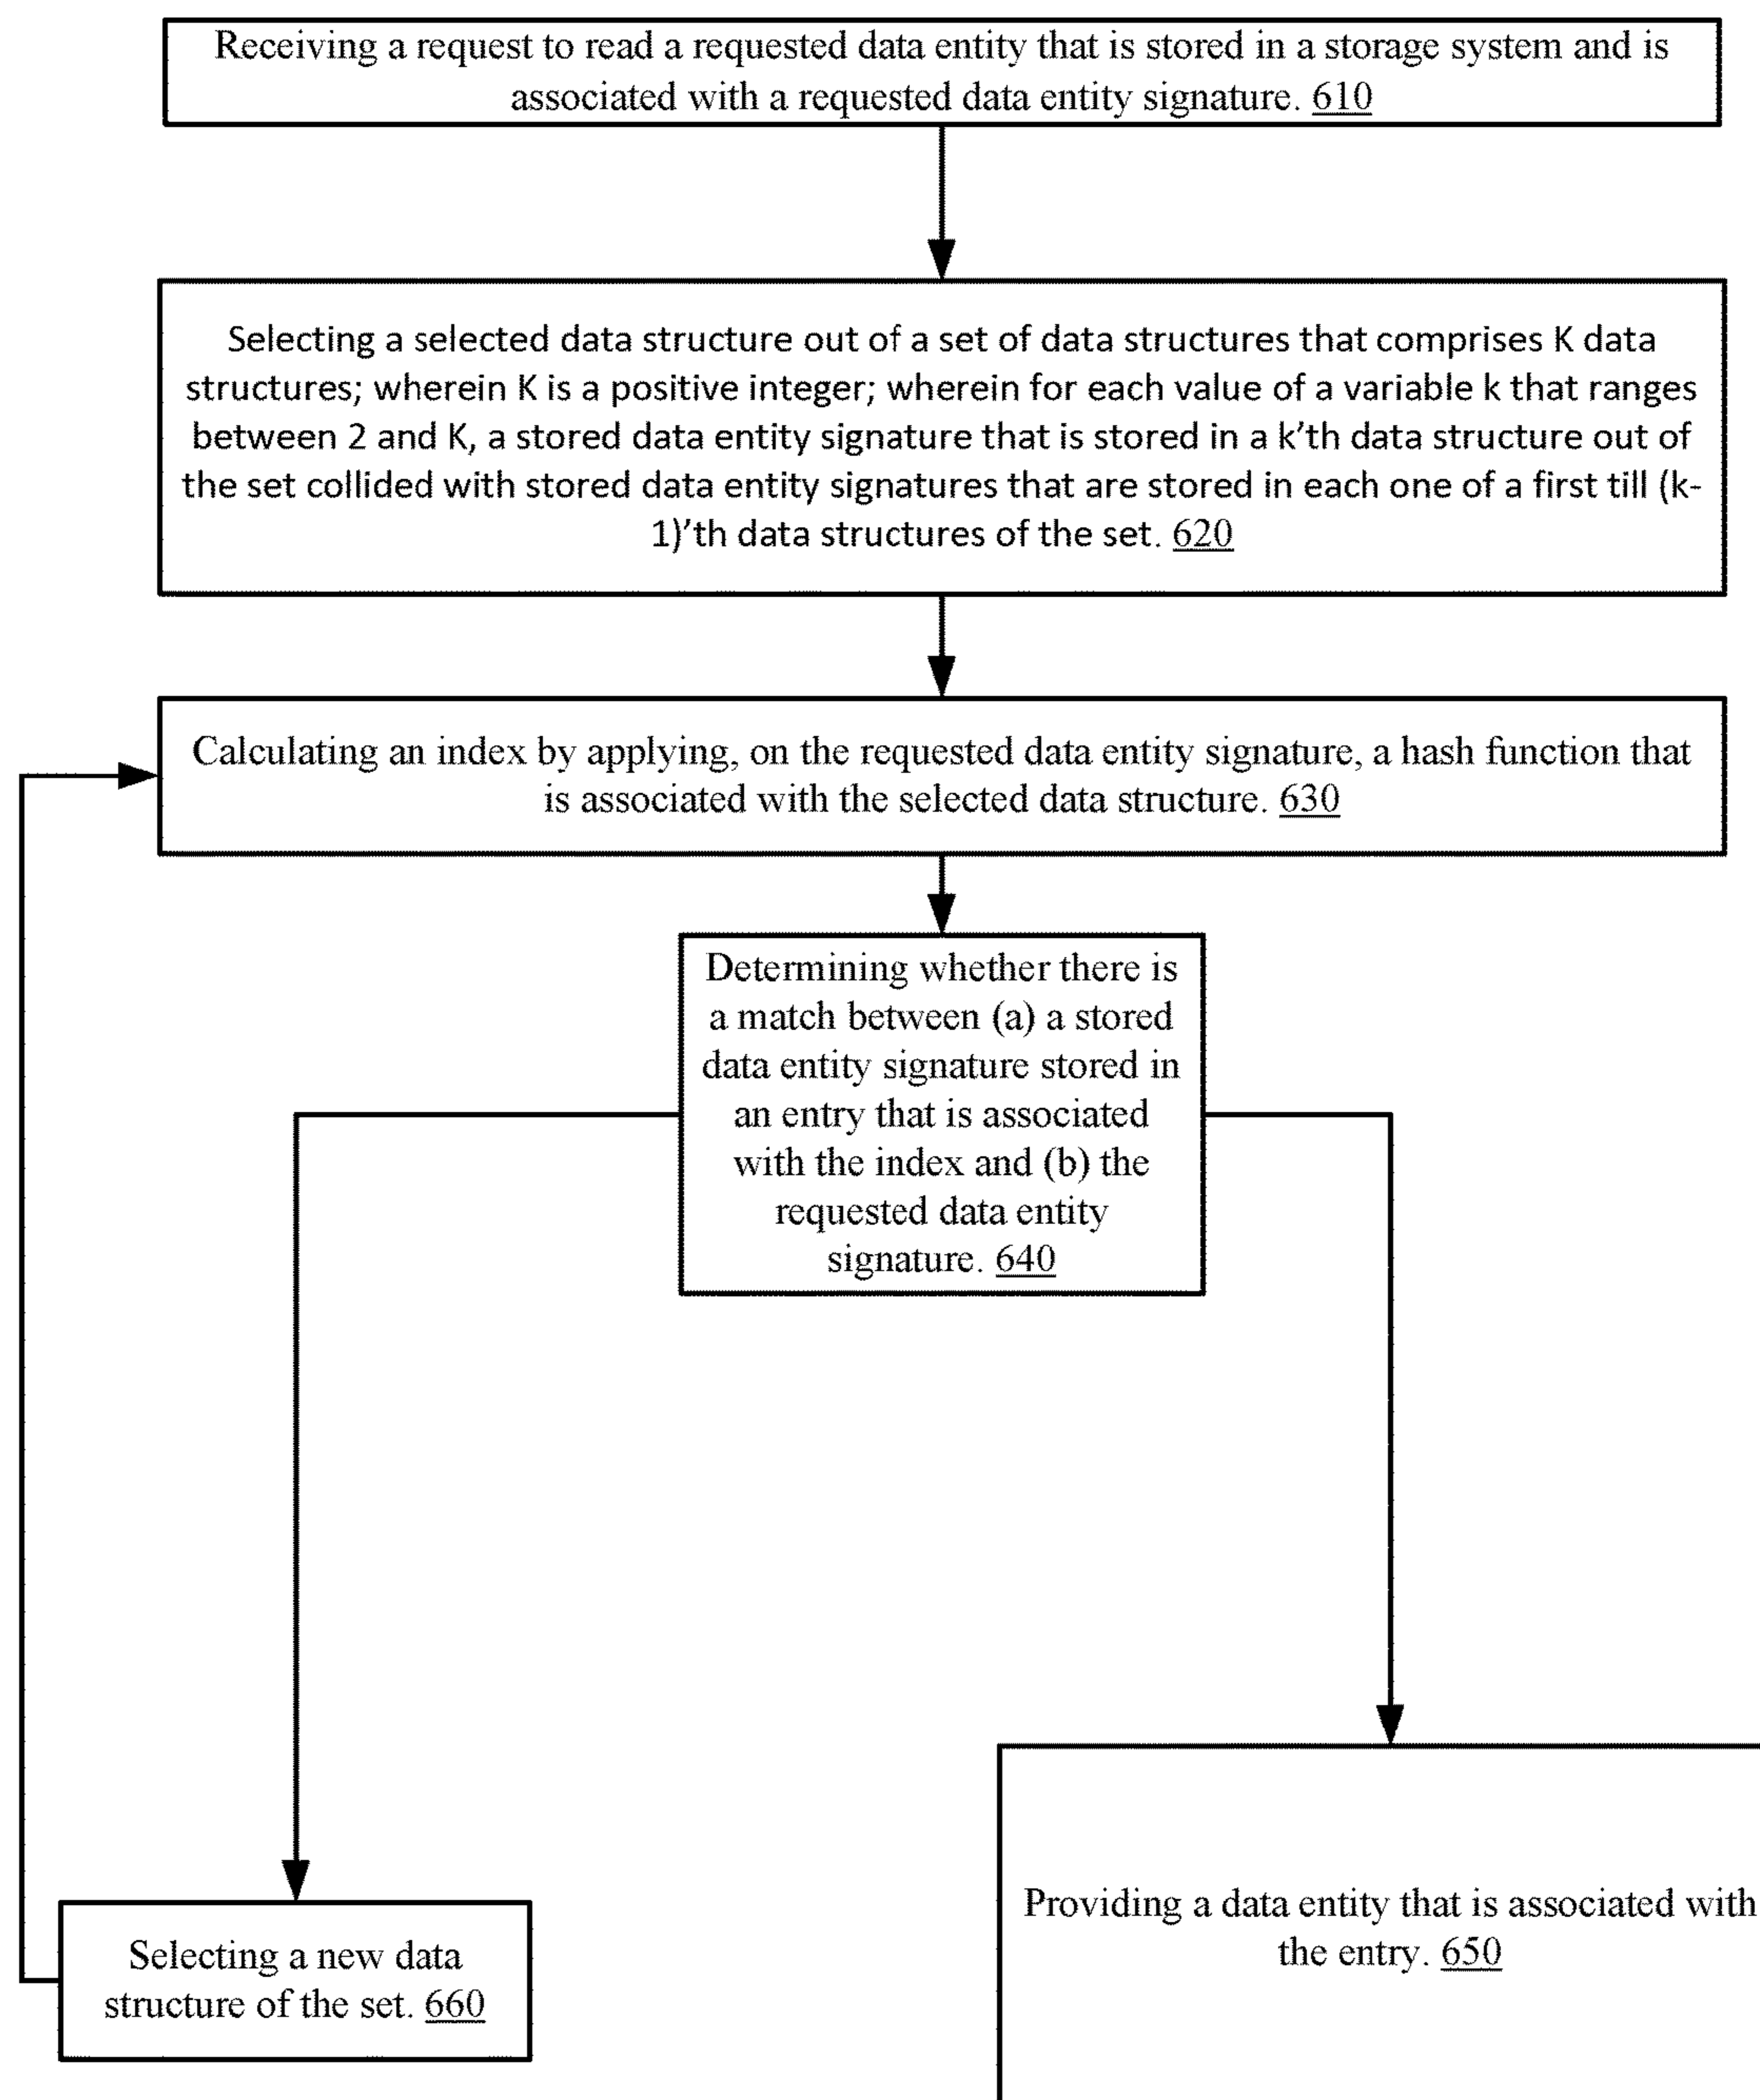 Receiving a request to read a requested data entity that is stored in a storage system and is
associated with a requested data entity signature. 610
Selecting a selected data structure out of a set of data structures that comprises K data
structures; wherein K is a positive integer; wherein for each value of a variable k that ranges
between 2 and K, a stored data entity signature that is stored in a k’th data structure out of
the set collided with stored data entity signatures that are stored in each one of a first till (k-
1)’th data structures of the set. 620
Calculating an index by applying, on the requested data entity signature, a hash function that
is associated with the selected data structure. 630
Determining whether there is
a match between (a) a stored
data entity signature stored in
an entry that is associated
with the index and (b) the
requested data entity
signature. 640
Providing a data entity that is associated with
the entry. 650
Selecting a new data
structure of the set. 660